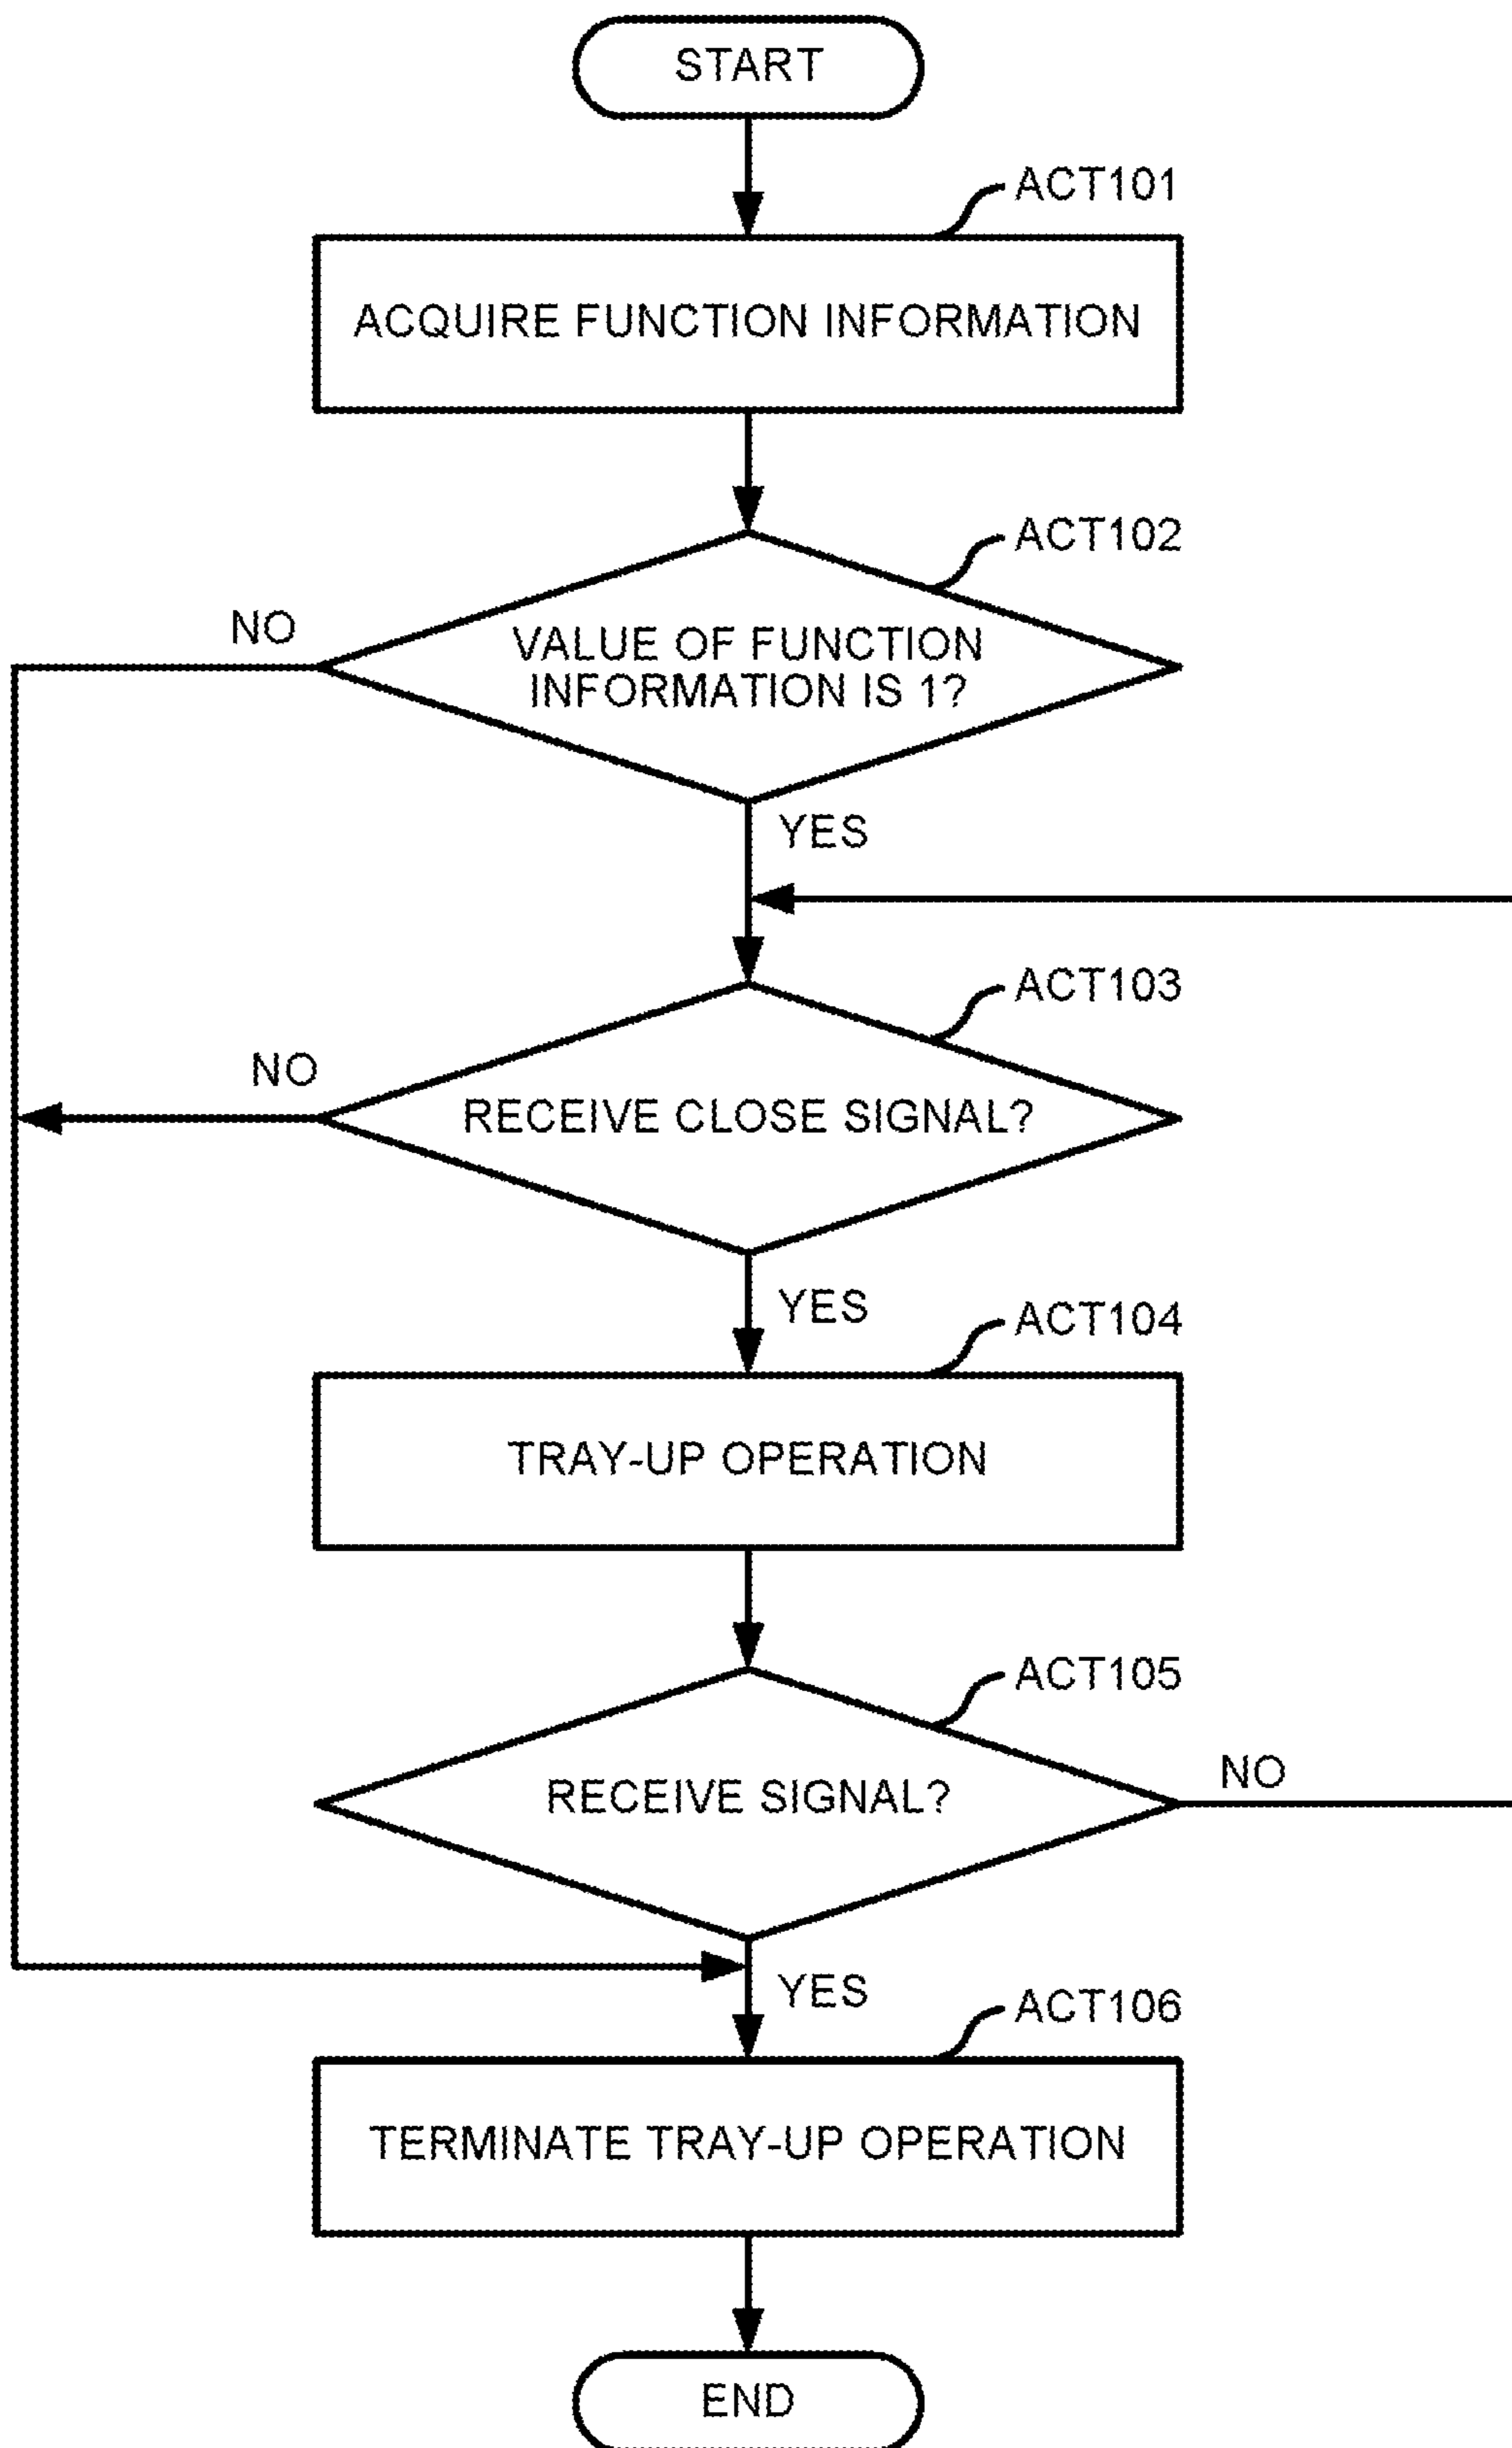 START
ACT101
ACQUIRE FUNCTION INFORMATION
ACT102
NO
VALUE OF FUNCTION
INFORMATION IS 1?
YES
ACT103
NO
RECEIVE CLOSE SIGNAL?
YES
ACT104
TRAY-UP OPERATION
ACT105
RECEIVE SIGNAL?
NO
YES
ACT106
TERMINATE TRAY-UP OPERATION
END